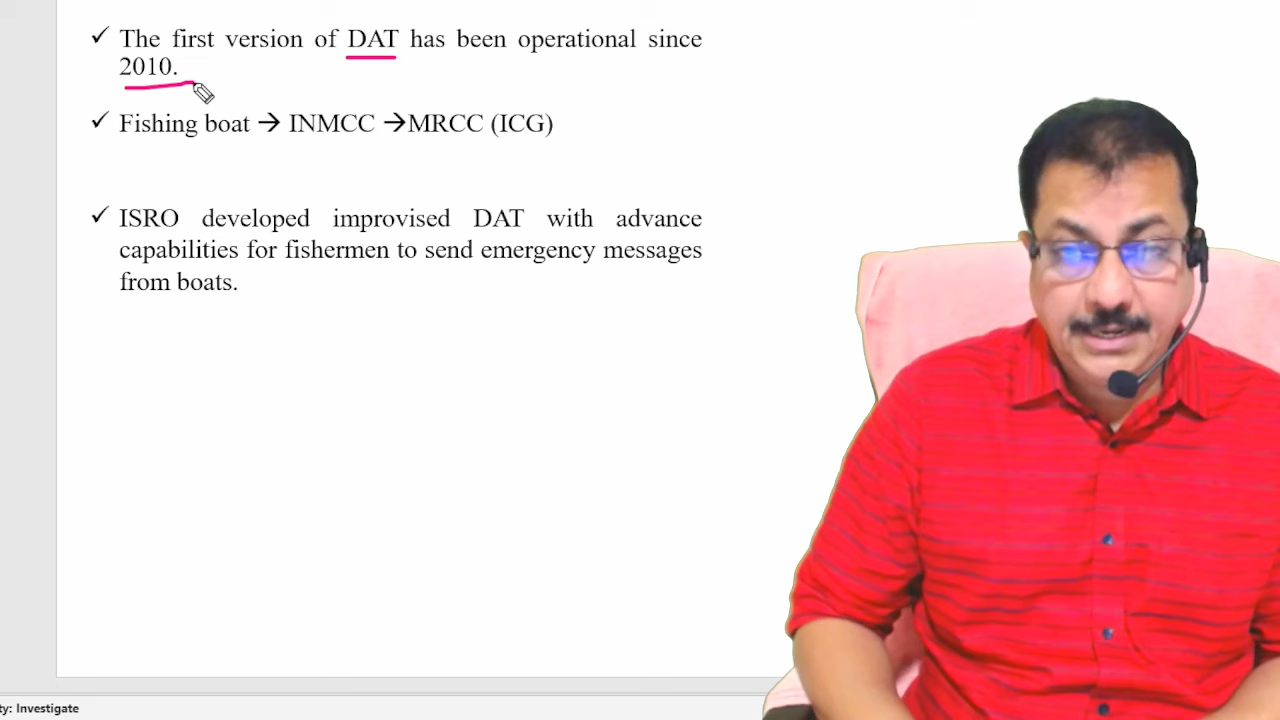 ✓ The first version of DAT has been operational since
2010.
✓ Fishing boat → INMCC →MRCC (ICG)
✓ ISRO developed improvised DAT with advance
capabilities for fishermen to send emergency messages
from boats.
ty: Investigate